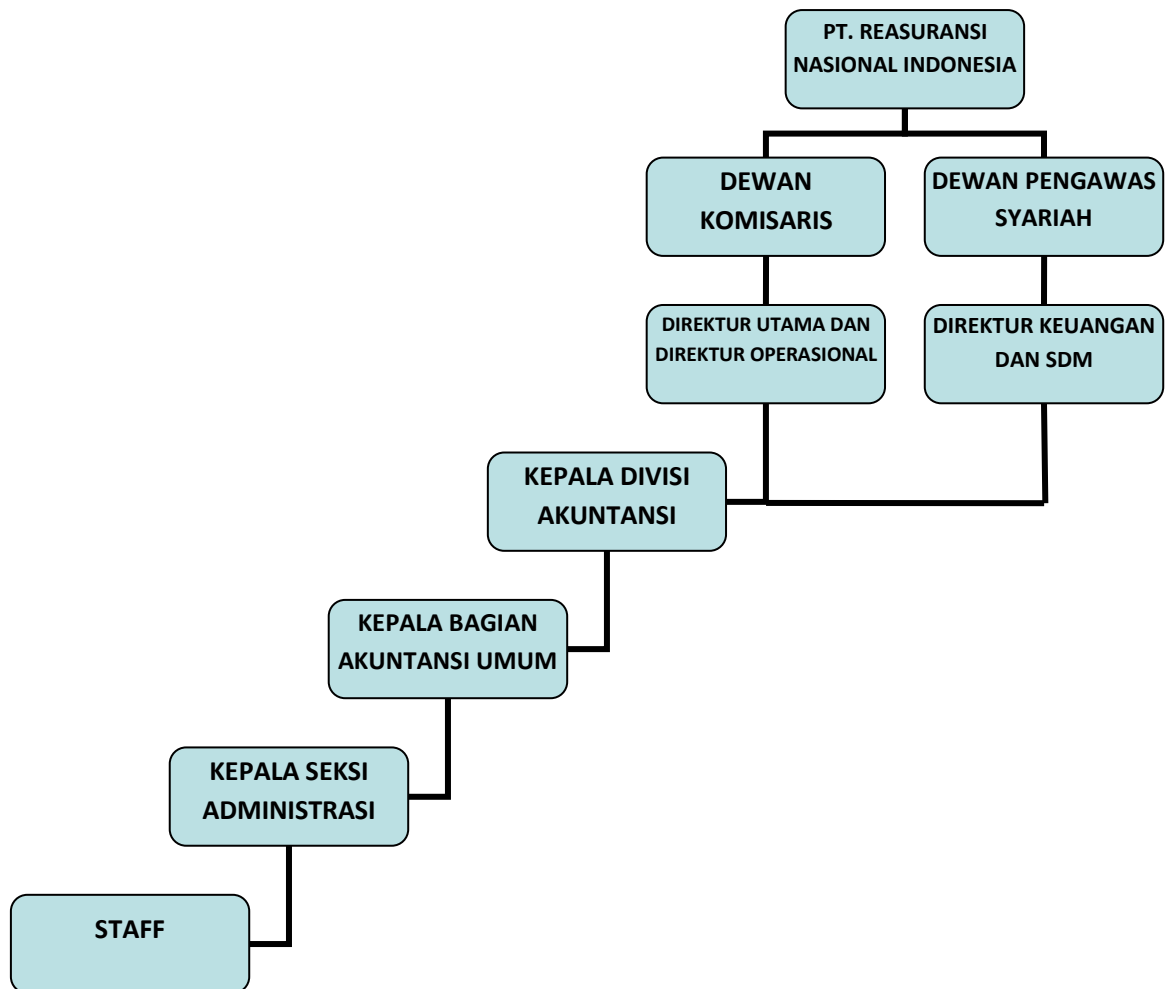 PT. REASURANSI
NASIONAL INDONESIA
DEWAN
KOMISARIS
DEWAN PENGAWAS
SYARIAH
DIREKTUR UTAMA DAN
DIREKTUR OPERASIONAL
DIREKTUR KEUANGAN
DAN SDM
KEPALA DIVISI
AKUNTANSI
KEPALA BAGIAN
AKUNTANSI UMUM
KEPALA SEKSI
ADMINISTRASI
STAFF